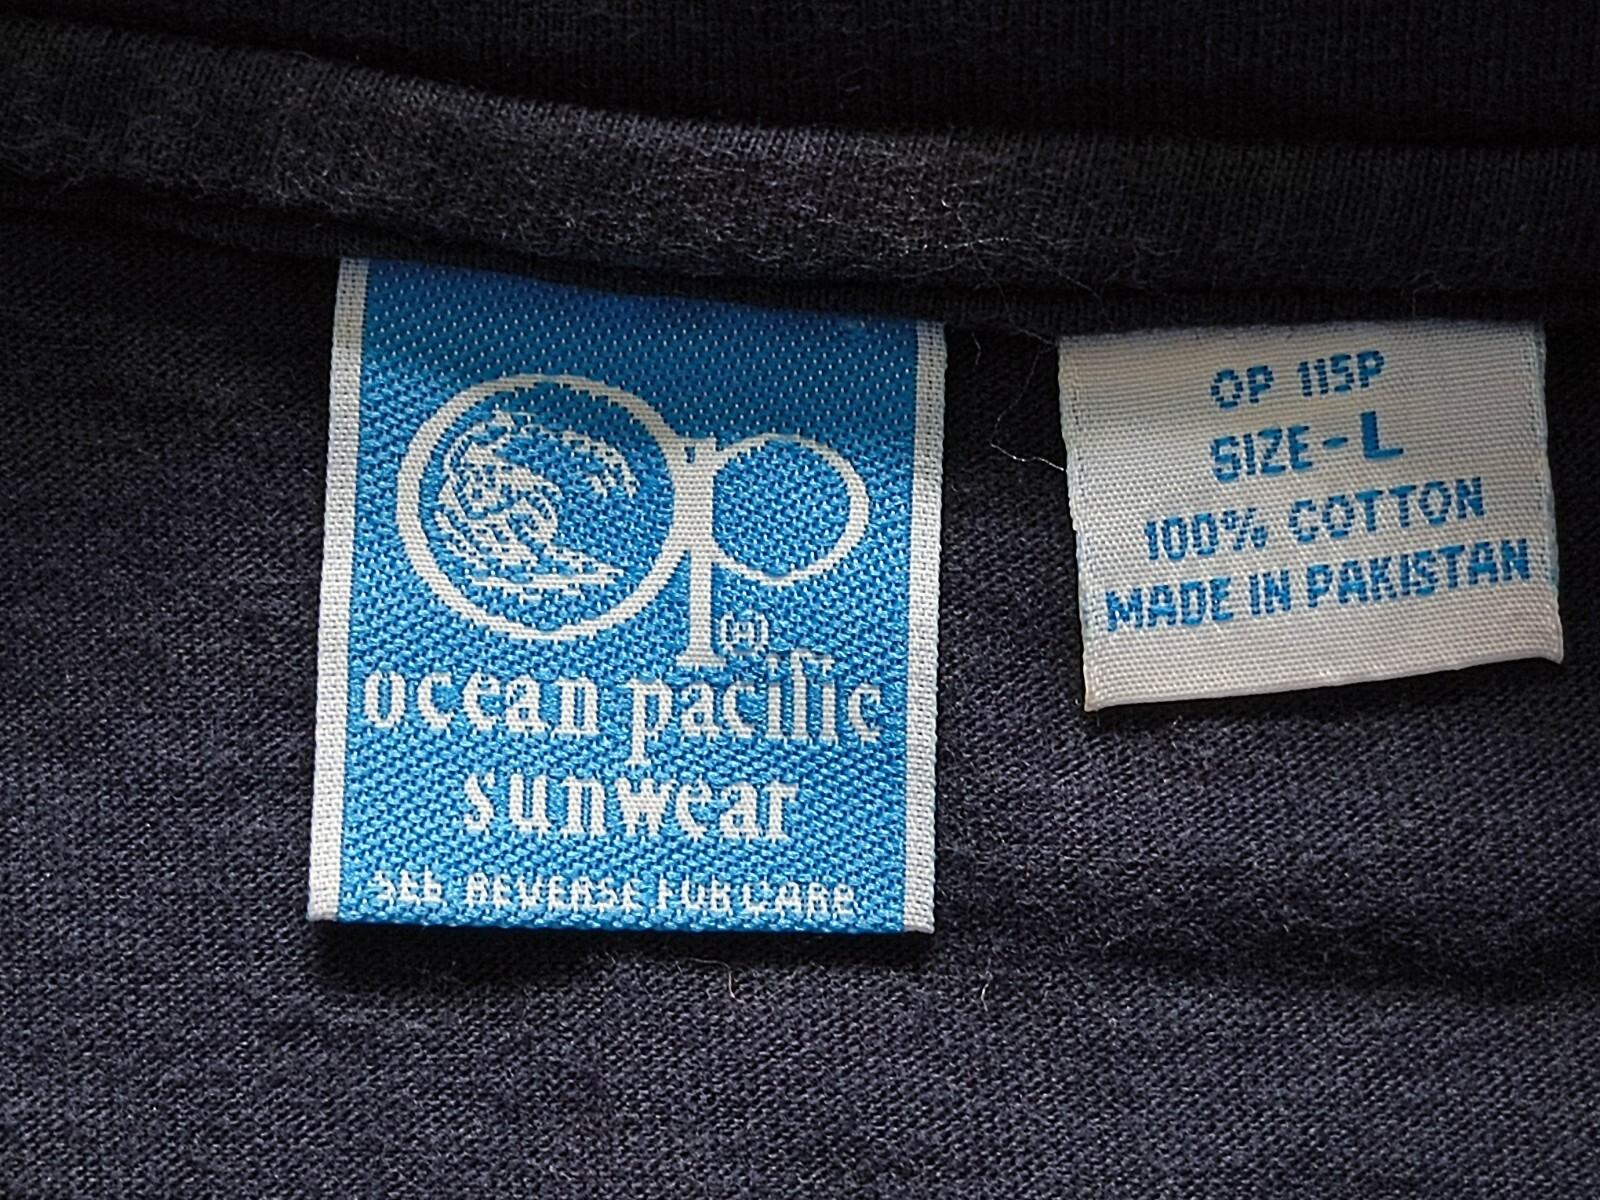 op®
ocean pacific
sunwear
SEE REVERSE FOR CARE
OP 115P
SIZE - L
100% COTTON
MADE IN PAKISTAN